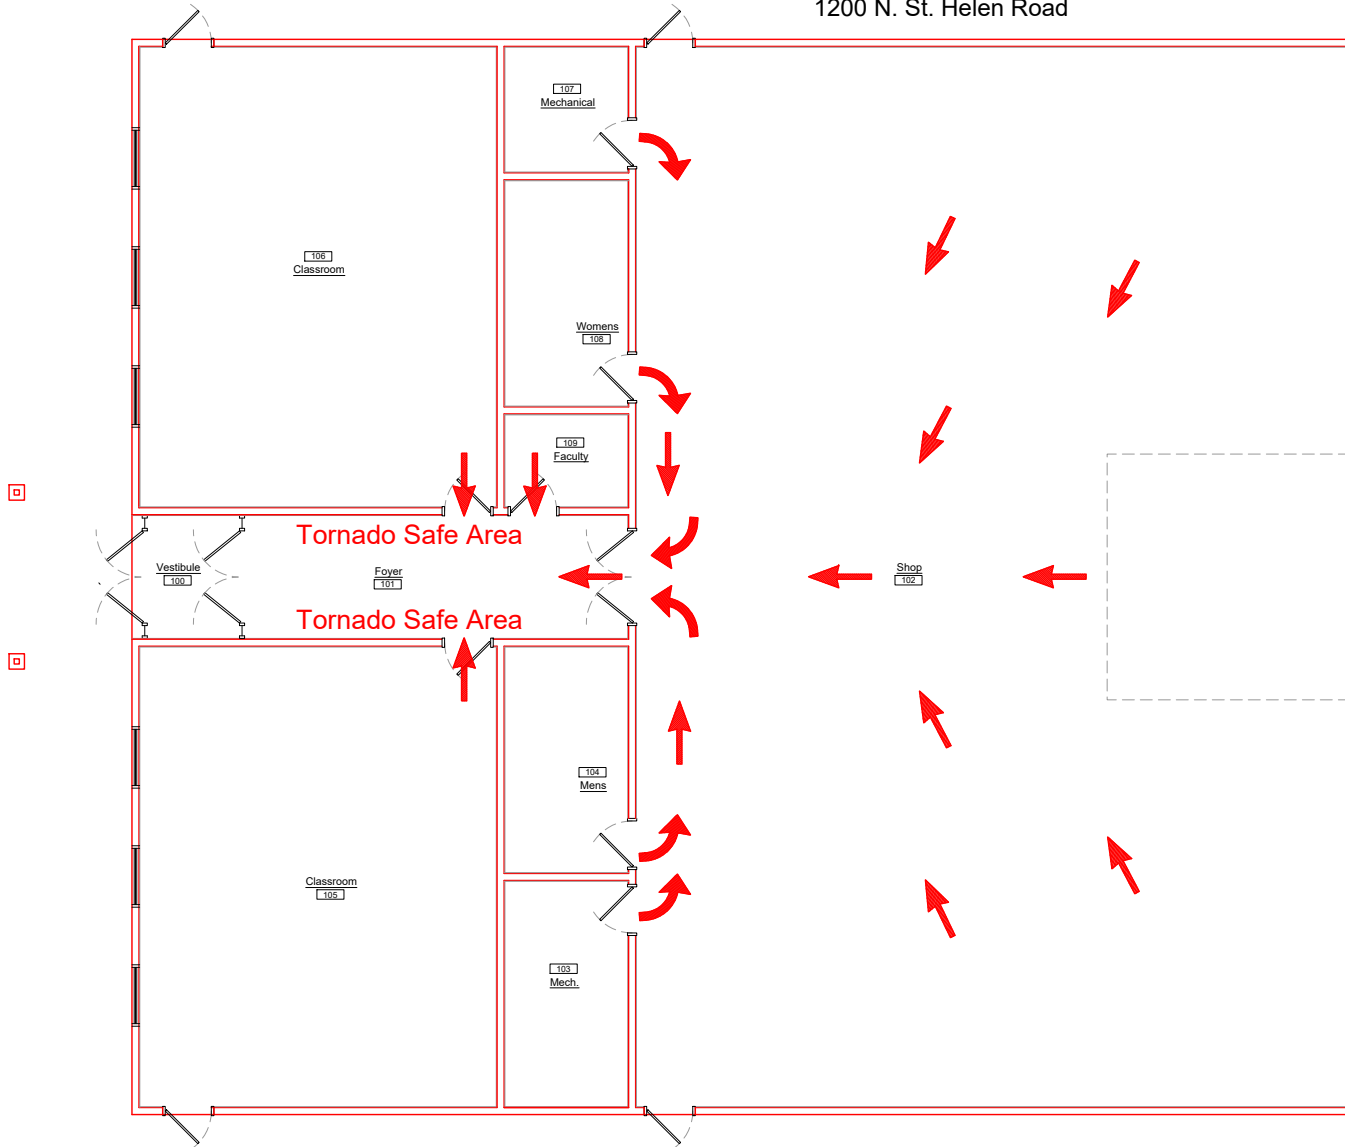 1200 N. St. Helen Road
107
Mechanical
106
Classroom
Womens
108
109
Faculty
Tornado Safe Area
Vestibule
100
Foyer
101
Shop
102
Tornado Safe Area
104
Mens
Classroom
105
103
Mech.